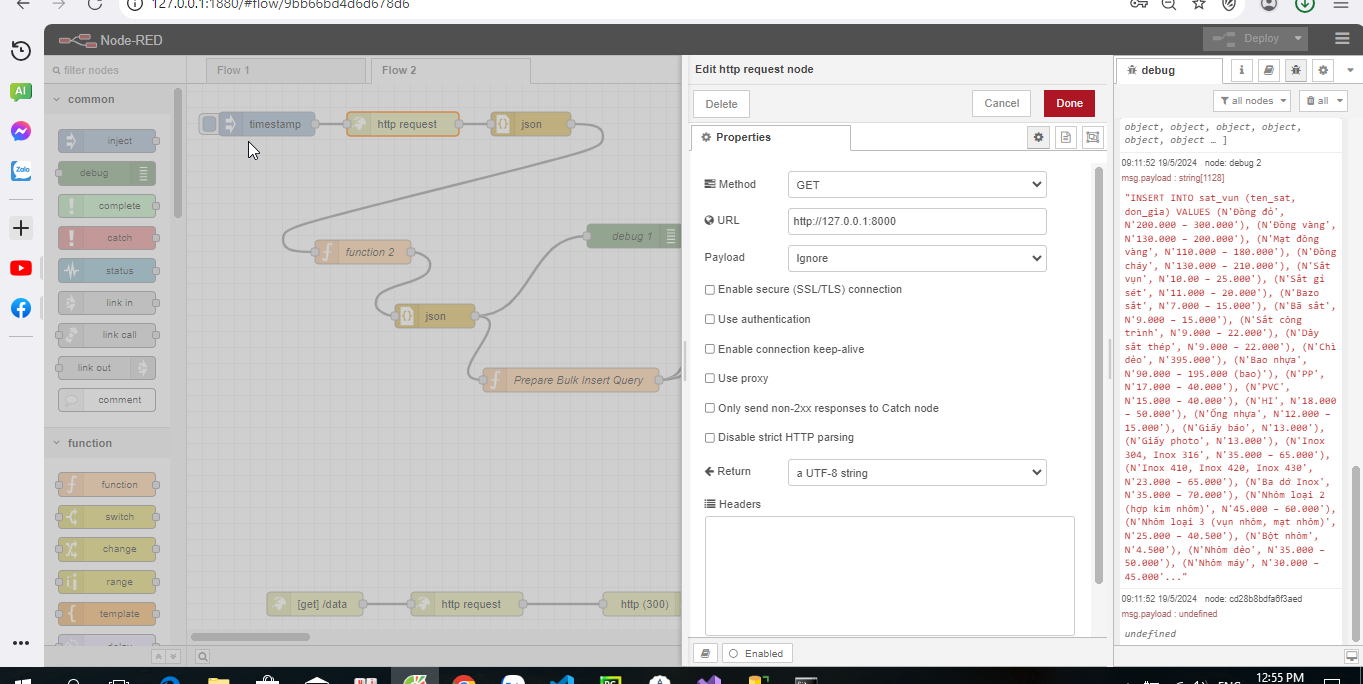 127.0.0.1:1880/#flow/9bb66bd4d6d678d6
Node-RED
Deploy
filter nodes
Flow 1
Flow 2
common
inject
debug
complete
catch
status
link in
link call
link out
comment
function
function
switch
change
range
template
timestamp
http request
json
function 2
debug 1
json
Prepare Bulk Insert Query
[get] /data
http request
http (300)
Edit http request node
Delete
Cancel
Done
Properties
Method
GET
URL
http://127.0.0.1:8000
Payload
Ignore
Enable secure (SSL/TLS) connection
Use authentication
Enable connection keep-alive
Use proxy
Only send non-2xx responses to Catch node
Disable strict HTTP parsing
Return
a UTF-8 string
Headers
Enabled
debug
all nodes
all
object, object, object, object,
object, object … ]
09:11:52 19/5/2024 node: debug 2
msg.payload : string[1128]
"INSERT INTO sat_vun (ten_sat,
don_gia) VALUES (N'Đồng đỏ',
N'200.000 – 300.000'), (N'Đồng vàng',
N'130.000 – 200.000'), (N'Mạt đồng
vàng', N'110.000 – 180.000'), (N'Đồng
cháy', N'130.000 – 210.000'), (N'Sắt
vụn', N'10.00 – 25.000'), (N'Sắt gỉ
sét', N'11.000 – 20.000'), (N'Bazo
sắt', N'7.000 – 15.000'), (N'Bã sắt',
N'9.000 – 15.000'), (N'Sắt công
trình', N'9.000 – 22.000'), (N'Dây
sắt thép', N'9.000 – 22.000'), (N'Chì
dẻo', N'395.000'), (N'Bao nhựa',
N'90.000 – 195.000 (bao)'), (N'PP',
N'17.000 – 40.000'), (N'PVC',
N'15.000 – 40.000'), (N'HI', N'18.000
– 50.000'), (N'Ống nhựa', N'12.000 –
15.000'), (N'Giấy báo', N'13.000'),
(N'Giấy photo', N'13.000'), (N'Inox
304, Inox 316', N'35.000 – 65.000'),
(N'Inox 410, Inox 420, Inox 430',
N'23.000 – 65.000'), (N'Ba dớ Inox',
N'35.000 – 70.000'), (N'Nhôm loại 2
(hợp kim nhôm)', N'45.000 – 60.000'),
(N'Nhôm loại 3 (vụn nhôm, mạt nhôm)',
N'25.000 – 40.500'), (N'Bột nhôm',
N'4.500'), (N'Nhôm dẻo', N'35.000 –
50.000'), (N'Nhôm máy', N'30.000 –
45.000'..."
09:11:52 19/5/2024 node: cd28b8bdfa6f3aed
msg.payload : undefined
undefined
AI
Zalo
12:55 PM